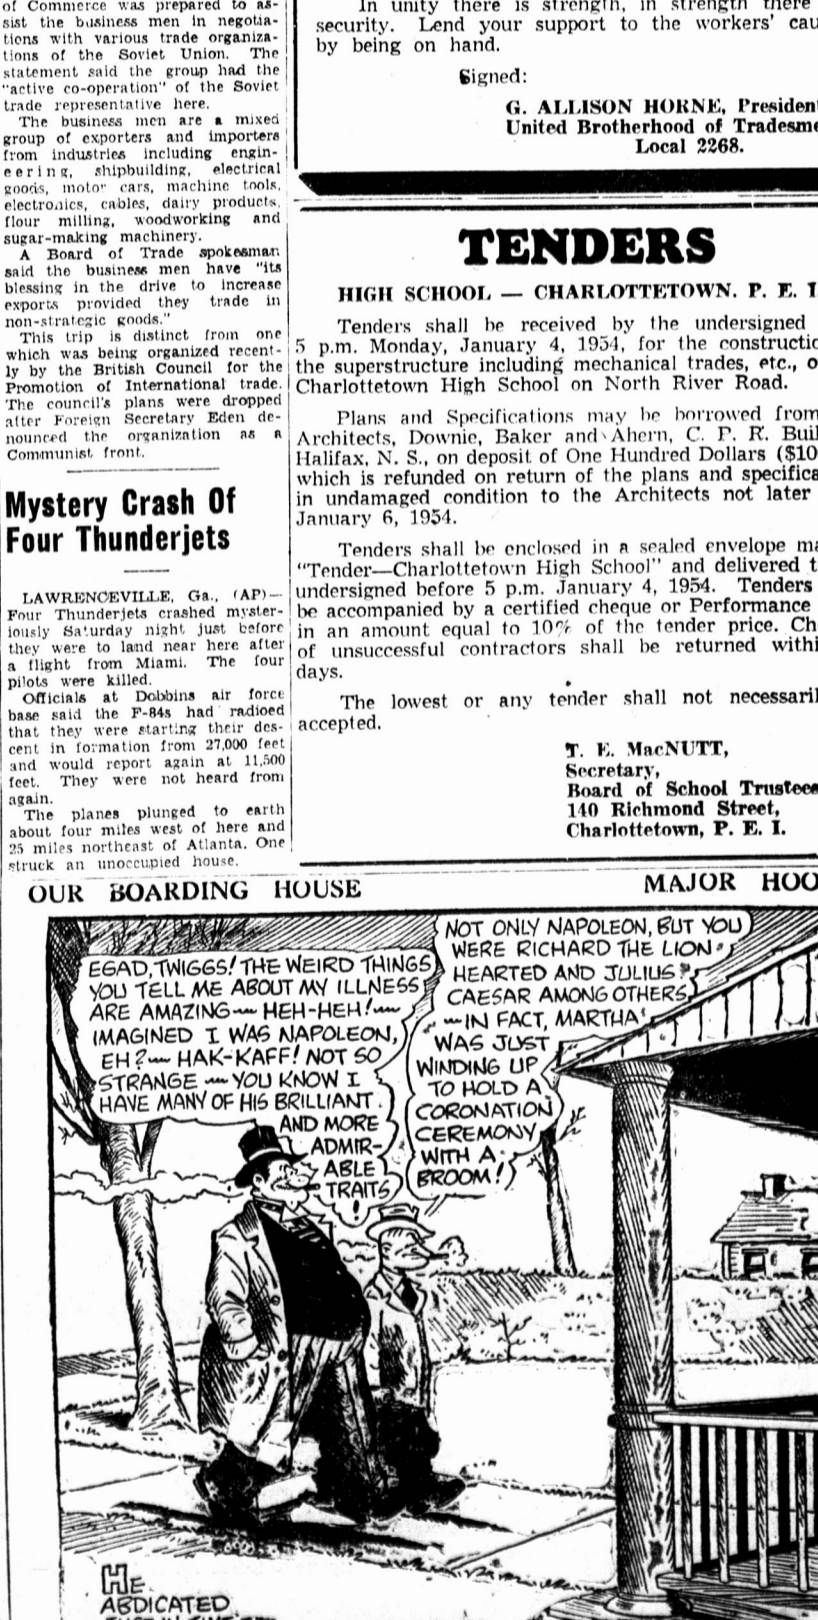 of Commerce was prepared to as-
sist the business men in negotia-
tions with various trade organiza-
tions of the Soviet Union. The
statement said the group had the
"active co-operation" of the Soviet
trade representative here.
The business men are a mixed
group of exporters and importers
from industries including engin-
eering, shipbuilding, electrical
goods, motor cars, machine tools,
electronics, cables, dairy products,
flour milling, woodworking and
sugar-making machinery.
A Board of Trade spokesman
said the business men have "its
blessing in the drive to increase
exports provided they trade in
non-strategic goods."
This trip is distinct from one
which was being organized recent-
ly by the British Council for the
Promotion of International trade.
The council's plans were dropped
after Foreign Secretary Eden de-
nounced the organization as a
Communist front.
Mystery Crash Of
Four Thunderjets
LAWRENCEVILLE, Ga., (AP)—
Four Thunderjets crashed myster-
iously Saturday night just before
they were to land near here after
a flight from Miami. The four
pilots were killed.
Officials at Dobbins air force
base said the F-84s had radioed
that they were starting their des-
cent in formation from 27,000 feet
and would report again at 11,500
feet. They were not heard from
again.
The planes plunged to earth
about four miles west of here and
25 miles northeast of Atlanta. One
struck an unoccupied house.
In unity there is strength, in strength there
security. Lend your support to the workers' cau
by being on hand.
Signed:
G. ALLISON HORNE, Presiden
United Brotherhood of Tradesme
Local 2268.
TENDERS
HIGH SCHOOL — CHARLOTTETOWN. P. E. I.
Tenders shall be received by the undersigned
5 p.m. Monday, January 4, 1954, for the constructio
the superstructure including mechanical trades, etc., o
Charlottetown High School on North River Road.
Plans and Specifications may be borrowed from
Architects, Downie, Baker and Ahern, C. P. R. Buil
Halifax, N. S., on deposit of One Hundred Dollars ($10
which is refunded on return of the plans and specifica
in undamaged condition to the Architects not later
January 6, 1954.
Tenders shall be enclosed in a sealed envelope ma
"Tender—Charlottetown High School" and delivered t
undersigned before 5 p.m. January 4, 1954. Tenders
be accompanied by a certified cheque or Performance
in an amount equal to 10% of the tender price. Ch
of unsuccessful contractors shall be returned withi
days.
The lowest or any tender shall not necessaril
accepted.
T. E. MacNUTT,
Secretary,
Board of School Trustees
140 Richmond Street,
Charlottetown, P. E. I.
OUR BOARDING HOUSE MAJOR HOO
EGAD, TWIGGS! THE WEIRD THINGS
YOU TELL ME ABOUT MY ILLNESS
ARE AMAZING — HEH-HEH! —
IMAGINED I WAS NAPOLEON,
EH? — HAK-KAFF! NOT SO
STRANGE — YOU KNOW I
HAVE MANY OF HIS BRILLIANT
AND MORE
ADMIR-
ABLE
TRAITS
!
NOT ONLY NAPOLEON, BUT YOU
WERE RICHARD THE LION-
HEARTED AND JULIUS
CAESAR AMONG OTHERS
— IN FACT, MARTHA
WAS JUST
WINDING UP
TO HOLD A
CORONATION
CEREMONY
WITH A
BROOM!
HE
ABDICATED